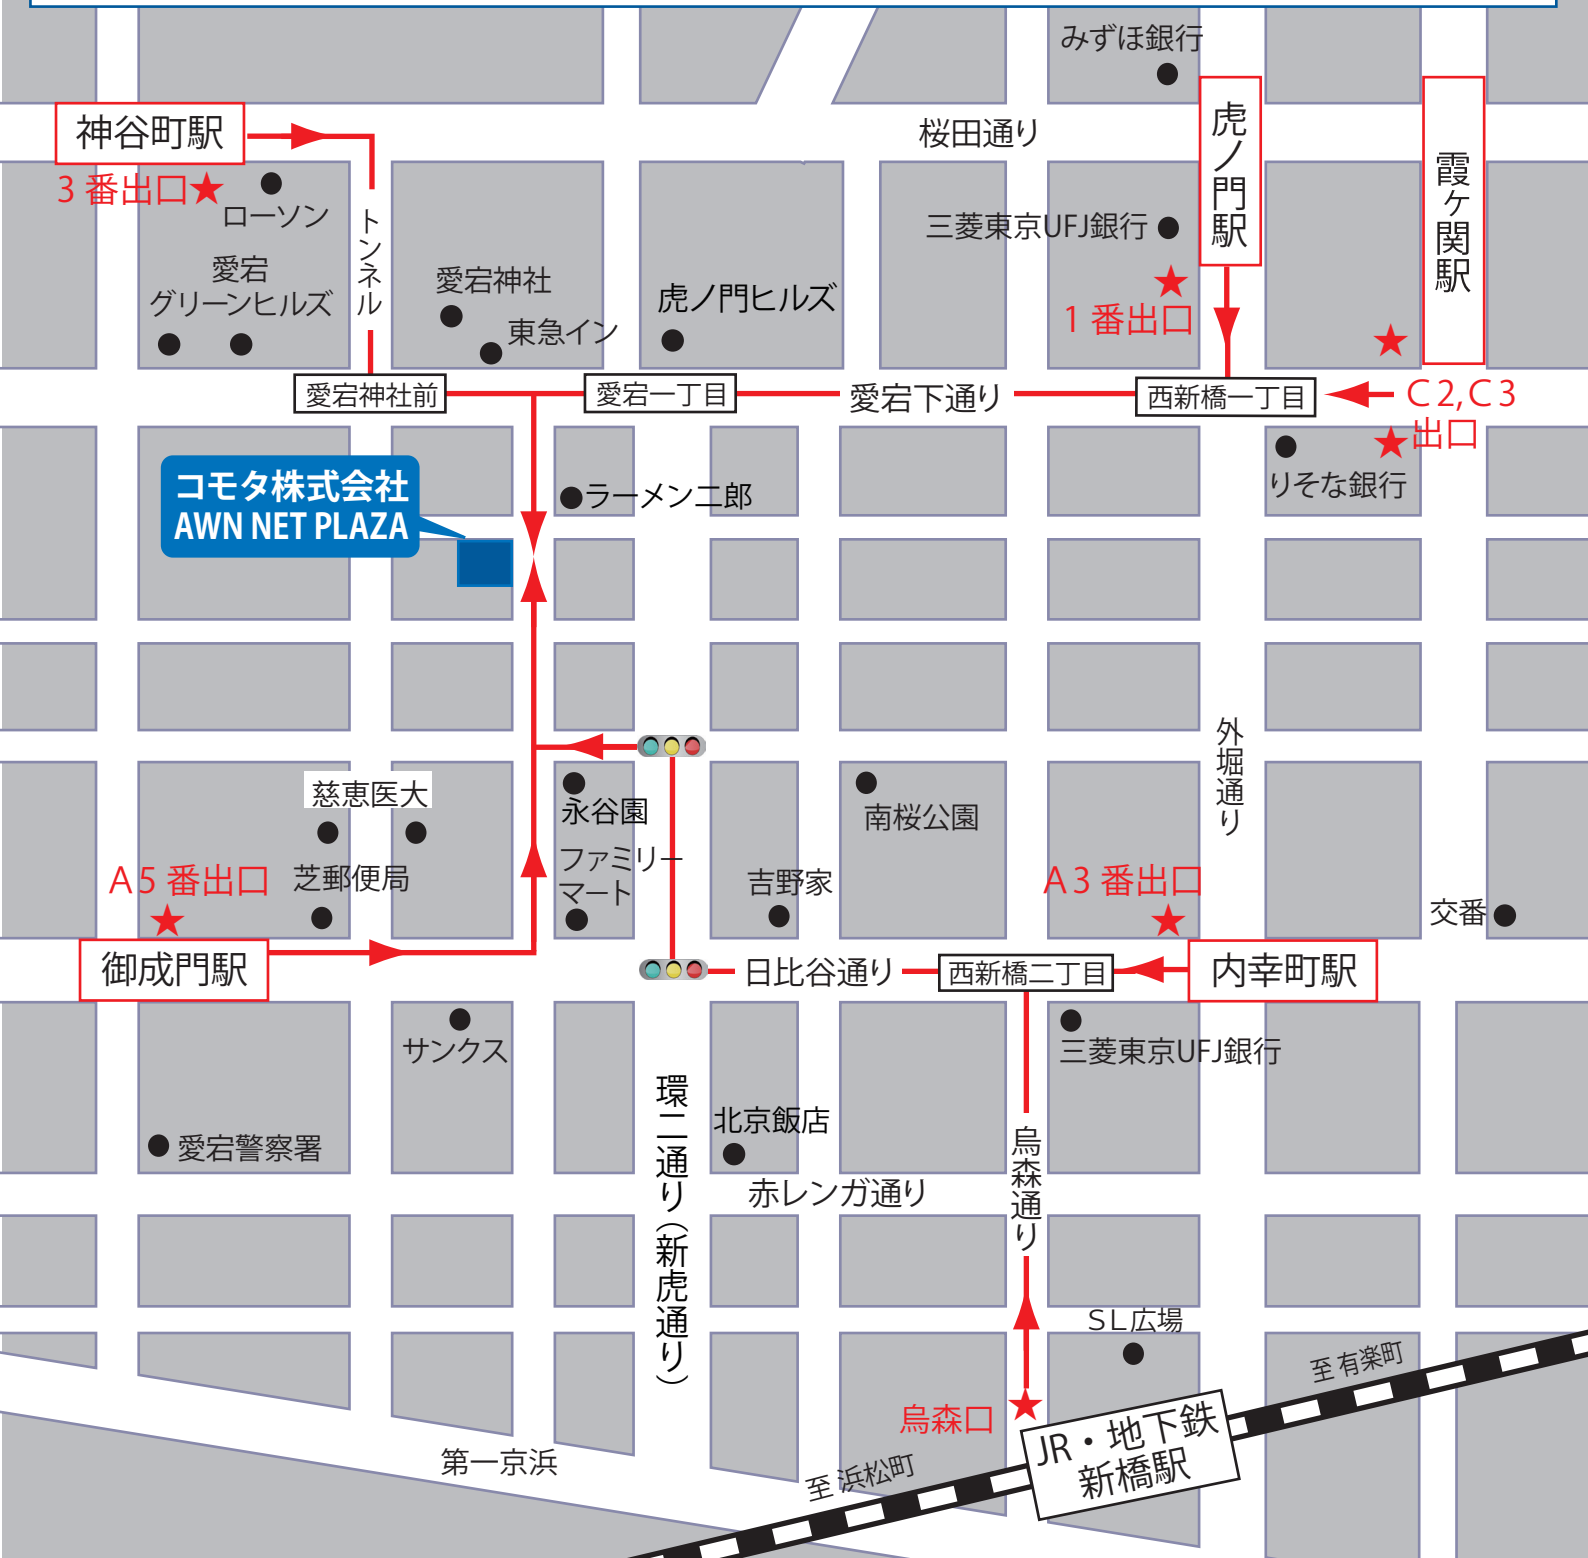 みずほ銀行
神谷町駅
桜田通り
虎ノ門駅
霞ヶ関駅
3番出口
ローソン
トンネル
三菱東京UFJ銀行
愛宕
グリーンヒルズ
愛宕神社
東急イン
虎ノ門ヒルズ
1番出口
愛宕神社前
愛宕一丁目
愛宕下通り
西新橋一丁目
C2,C3
出口
りそな銀行
コモタ株式会社
AWN NET PLAZA
ラーメン二郎
外堀通り
慈恵医大
永谷園
南桜公園
A5番出口
芝郵便局
ファミリー
マート
吉野家
A3番出口
交番
御成門駅
日比谷通り
西新橋二丁目
内幸町駅
サンクス
三菱東京UFJ銀行
環二通り(新虎通り)
北京飯店
愛宕警察署
烏森通り
赤レンガ通り
SL広場
至 有楽町
烏森口
JR・地下鉄
新橋駅
第一京浜
至 浜松町